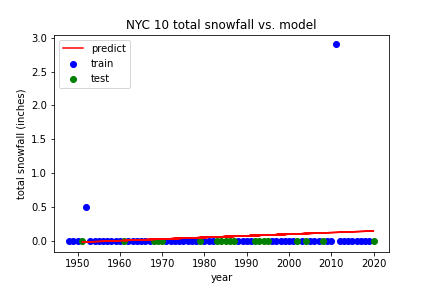 NYC 10 total snowfall vs. model
predict
train
test
total snowfall (inches)
3.0
2.5
2.0
1.5
1.0
0.5
0.0
1950 1960 1970 1980 1990 2000 2010 2020
year